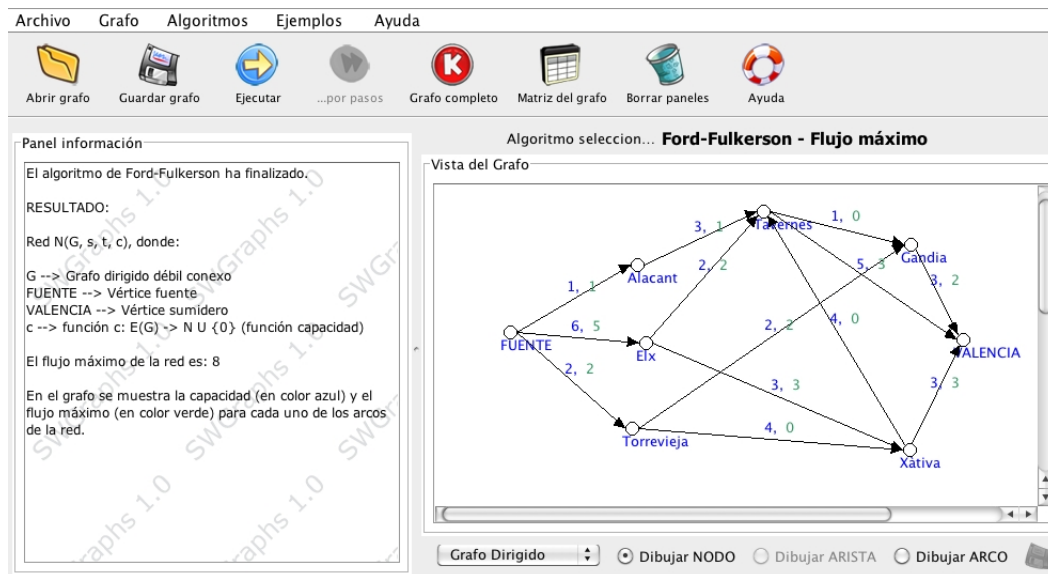 Archivo Grafo Algoritmos Ejemplos Ayuda
Abrir grafo Guardar grafo Ejecutar ...por pasos Grafo completo Matriz del grafo Borrar paneles Ayuda
Panel información
El algoritmo de Ford-Fulkerson ha finalizado.
RESULTADO:
Red N(G, s, t, c), donde:
G --> Grafo dirigido débil conexo
FUENTE --> Vértice fuente
VALENCIA --> Vértice sumidero
c --> función c: E(G) -> N U {0} (función capacidad)
El flujo máximo de la red es: 8
En el grafo se muestra la capacidad (en color azul) y el
flujo máximo (en color verde) para cada uno de los arcos
de la red.
SWGraphs 1.0
Algoritmo seleccion... Ford-Fulkerson - Flujo máximo
Vista del Grafo
Tavernes
1, 0
3, 1
Gandia
2, 2
5, 3
Alacant
3, 2
1, 1
6, 5
2, 2
4, 0
FUENTE
Elx
VALENCIA
2, 2
3, 3
3, 3
4, 0
Torrevieja
Xàtiva
Grafo Dirigido Dibujar NODO Dibujar ARISTA Dibujar ARCO